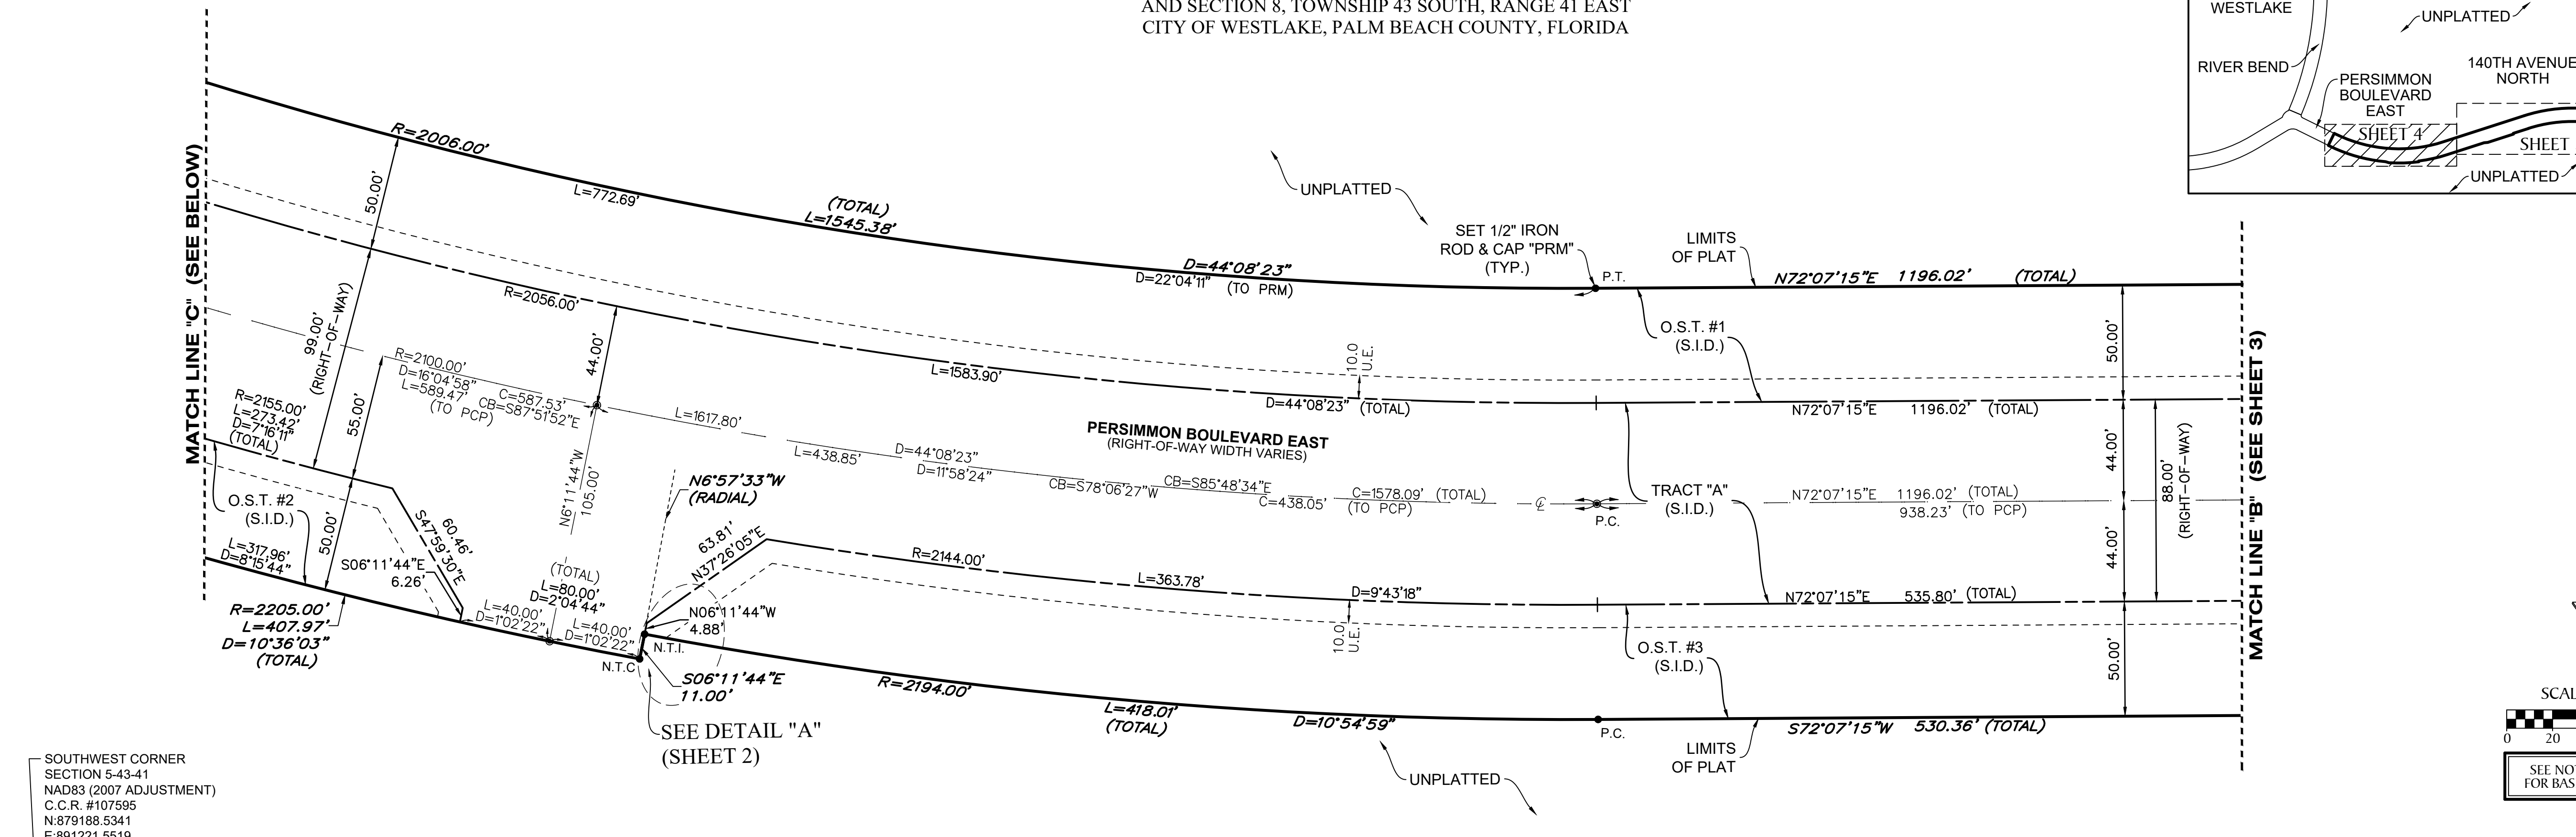 AND SECTION 8, TOWNSHIP 43 SOUTH, RANGE 41 EAST
CITY OF WESTLAKE, PALM BEACH COUNTY, FLORIDA
WESTLAKE
UNPLATTED
RIVER BEND
PERSIMMON
BOULEVARD
EAST
140TH AVENUE
NORTH
SHEET 4
SHEET
UNPLATTED
MATCH LINE "C" (SEE BELOW)
R=2006.00'
50.00'
L=772.69'
(TOTAL)
L=1545.38'
UNPLATTED
D=44°08'23"
D=22°04'11" (TO PRM)
SET 1/2" IRON
ROD & CAP "PRM"
(TYP.)
P.T.
LIMITS
OF PLAT
N72°07'15"E 1196.02' (TOTAL)
99.00'
(RIGHT-OF-WAY)
R=2056.00'
44.00'
L=1583.90'
10.0
U.E.
D=44°08'23" (TOTAL)
O.S.T. #1
(S.I.D.)
50.00'
N72°07'15"E 1196.02' (TOTAL)
R=2100.00'
D=16°04'58"
L=589.47'
(TO PCP)
C=587.53'
CB=S87°51'52"E
55.00'
L=1617.80'
L=438.85'
D=44°08'23"
D=11°58'24"
PERSIMMON BOULEVARD EAST
(RIGHT-OF-WAY WIDTH VARIES)
CB=S85°48'34"E
CB=S78°06'27"W
C=1578.09' (TOTAL)
C=438.05' (TO PCP)
P.C.
TRACT "A"
(S.I.D.)
N72°07'15"E 1196.02' (TOTAL)
938.23' (TO PCP)
44.00'
88.00'
(RIGHT-OF-WAY)
44.00'
MATCH LINE "B" (SEE SHEET 3)
R=2155.00'
L=273.42'
D=7°16'11"
(TOTAL)
O.S.T. #2
(S.I.D.)
L=317.96'
D=8°15'44"
50.00'
60.46'
S47°59'30"E
S06°11'44"E
6.26'
N6°11'44"W
105.00'
N6°57'33"W
(RADIAL)
63.81'
N37°26'05"E
R=2144.00'
L=363.78'
D=9°43'18"
N72°07'15"E 535.80' (TOTAL)
(TOTAL)
L=80.00'
D=2°04'44"
L=40.00'
D=1°02'22"
L=40.00'
D=1°02'22"
N06°11'44"W
4.88'
N.T.I.
N.T.C
R=2205.00'
L=407.97'
D=10°36'03"
(TOTAL)
S06°11'44"E
11.00'
R=2194.00'
10.0
U.E.
O.S.T. #3
(S.I.D.)
50.00'
L=418.01'
(TOTAL)
D=10°54'59"
P.C.
S72°07'15"W 530.36' (TOTAL)
LIMITS
OF PLAT
SEE DETAIL "A"
(SHEET 2)
UNPLATTED
SOUTHWEST CORNER
SECTION 5-43-41
NAD83 (2007 ADJUSTMENT)
C.C.R. #107595
N:879188.5341
E:891221.5519
0 20